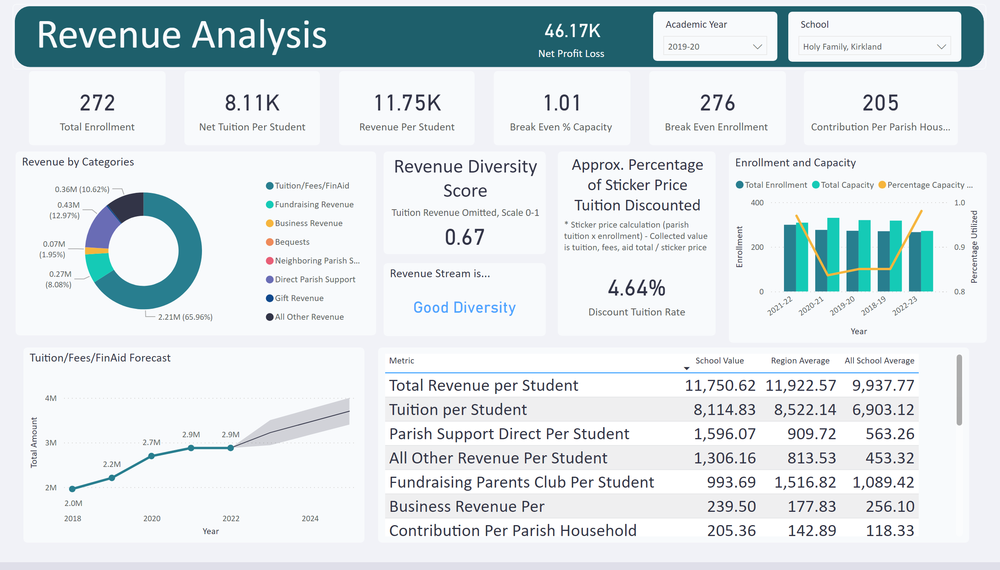 Revenue Analysis
46.17K
Net Profit Loss
Academic Year
2019-20
School
Holy Family, Kirkland
272
Total Enrollment
8.11K
Net Tuition Per Student
11.75K
Revenue Per Student
1.01
Break Even % Capacity
276
Break Even Enrollment
205
Contribution Per Parish Hous...
Revenue by Categories
0.36M (10.62%)
0.43M
(12.97%)
0.07M
(1.95%)
0.27M
(8.08%)
2.21M (65.96%)
Tuition/Fees/FinAid
Fundraising Revenue
Business Revenue
Bequests
Neighboring Parish S...
Direct Parish Support
Gift Revenue
All Other Revenue
Revenue Diversity
Score
Tuition Revenue Omitted, Scale 0-1
0.67
Revenue Stream is...
Good Diversity
Approx. Percentage
of Sticker Price
Tuition Discounted
* Sticker price calculation (parish
tuition x enrollment) - Collected value
is tuition, fees, aid total / sticker price
4.64%
Discount Tuition Rate
Enrollment and Capacity
Total Enrollment Total Capacity Percentage Capacity ...
400
200
0
Enrollment
1.0
0.9
0.8
Percentage Utilized
2021-22
2020-21
2019-20
2018-19
2022-23
Year
Tuition/Fees/FinAid Forecast
Total Amount
4M
3M
2M
2.0M
2.2M
2.7M
2.9M
2.9M
2018
2020
2022
2024
Year
Metric School Value Region Average All School Average
Total Revenue per Student 11,750.62 11,922.57 9,937.77
Tuition per Student 8,114.83 8,522.14 6,903.12
Parish Support Direct Per Student 1,596.07 909.72 563.26
All Other Revenue Per Student 1,306.16 813.53 453.32
Fundraising Parents Club Per Student 993.69 1,516.82 1,089.42
Business Revenue Per 239.50 177.83 256.10
Contribution Per Parish Household 205.36 142.89 118.33